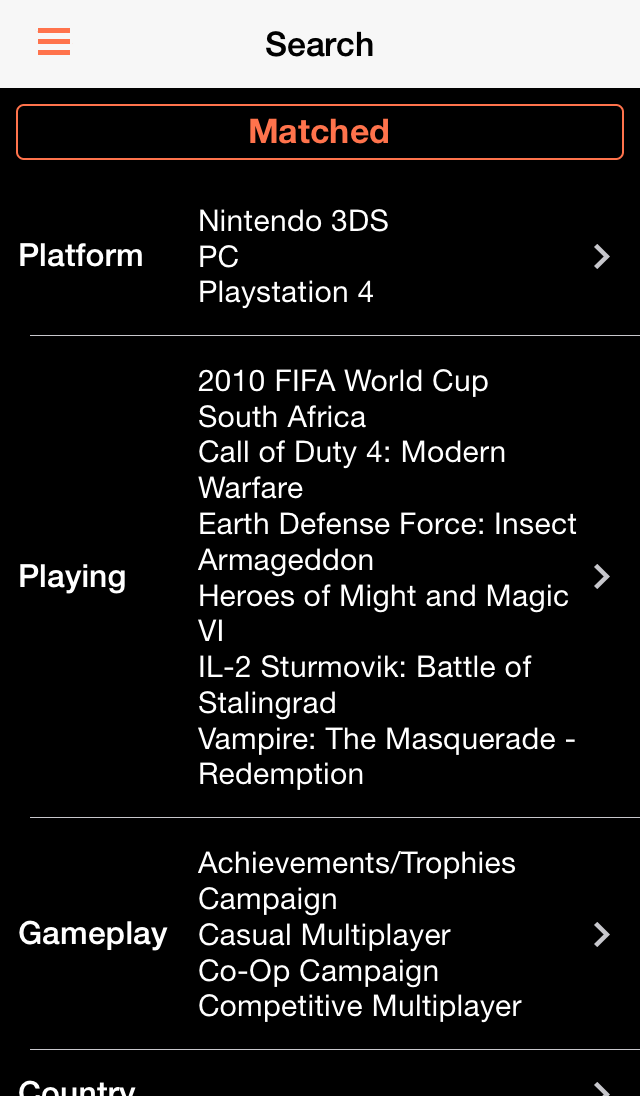 Search
Matched
Platform
Nintendo 3DS
PC
Playstation 4
Playing
2010 FIFA World Cup
South Africa
Call of Duty 4: Modern
Warfare
Earth Defense Force: Insect
Armageddon
Heroes of Might and Magic
VI
IL-2 Sturmovik: Battle of
Stalingrad
Vampire: The Masquerade -
Redemption
Gameplay
Achievements/Trophies
Campaign
Casual Multiplayer
Co-Op Campaign
Competitive Multiplayer
Country